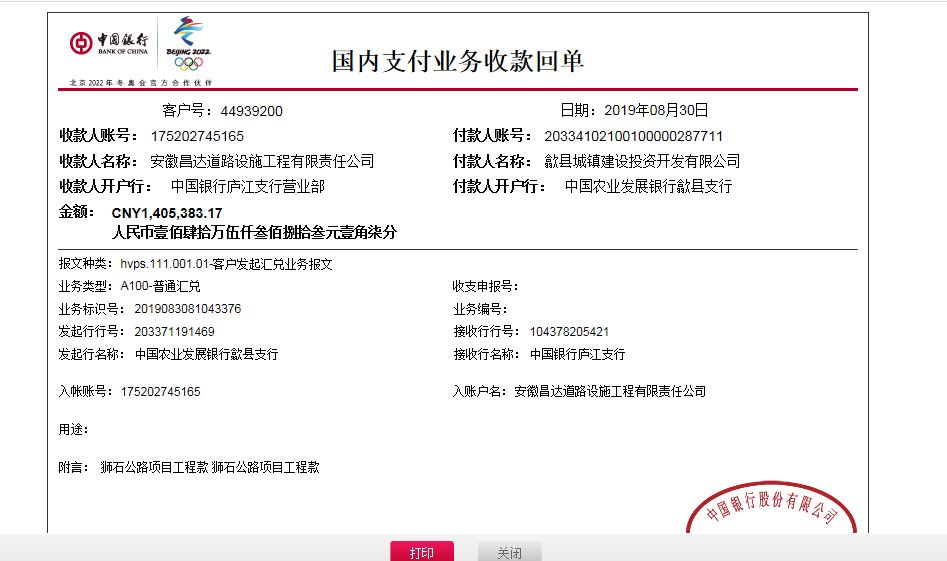 中国银行
BANK OF CHINA
BEIJING 2022
北京2022年冬奥会官方合作伙伴
国内支付业务收款回单
客户号：44939200
日期：2019年08月30日
收款人账号：175202745165
付款人账号：20334102100100000287711
收款人名称：安徽昌达道路设施工程有限责任公司
付款人名称：歙县城镇建设投资开发有限公司
收款人开户行：中国银行庐江支行营业部
付款人开户行：中国农业发展银行歙县支行
金额：CNY1,405,383.17
人民币壹佰肆拾万伍仟叁佰捌拾叁元壹角柒分
报文种类：hvps.111.001.01-客户发起汇兑业务报文
业务类型：A100-普通汇兑
收支申报号：
业务标识号：2019083081043376
业务编号：
发起行行号：203371191469
接收行行号：104378205421
发起行名称：中国农业发展银行歙县支行
接收行名称：中国银行庐江支行
入帐账号：175202745165
入账户名：安徽昌达道路设施工程有限责任公司
用途：
附言：狮石公路项目工程款 狮石公路项目工程款
中国银行股份有限公司
打印
关闭